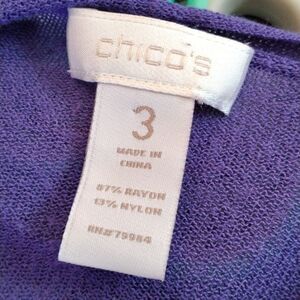 chico's
3
MADE IN
CHINA
87% RAYON
13% NYLON
RN#79984